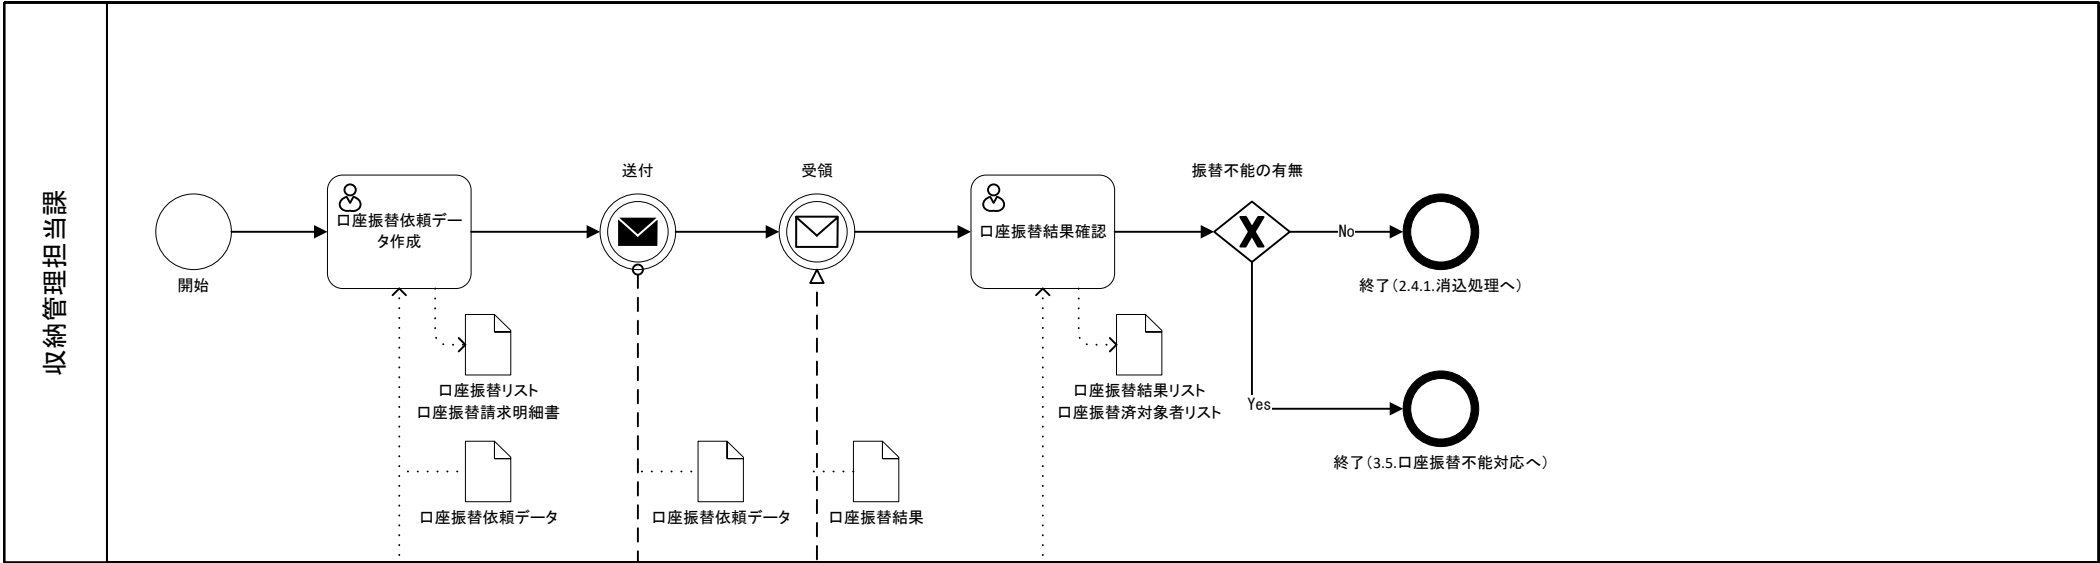 収納管理担当課
開始
口座振替依頼デー
タ作成
口座振替リスト
口座振替請求明細書
口座振替依頼データ
送付
口座振替依頼データ
受領
口座振替結果
口座振替結果確認
口座振替結果リスト
口座振替済対象者リスト
振替不能の有無
No
終了（2.4.1.消込処理へ）
Yes
終了（3.5.口座振替不能対応へ）